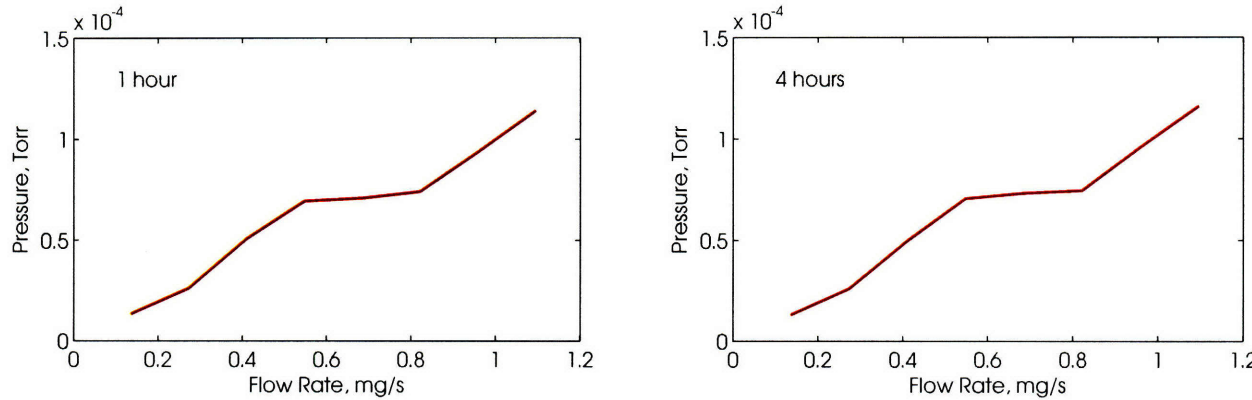 x 10-4
1.5
1
0.5
0
1 hour
Pressure, Torr
0 0.2 0.4 0.6 0.8 1 1.2
Flow Rate, mg/s
x 10-4
1.5
1
0.5
0
4 hours
Pressure, Torr
0 0.2 0.4 0.6 0.8 1 1.2
Flow Rate, mg/s